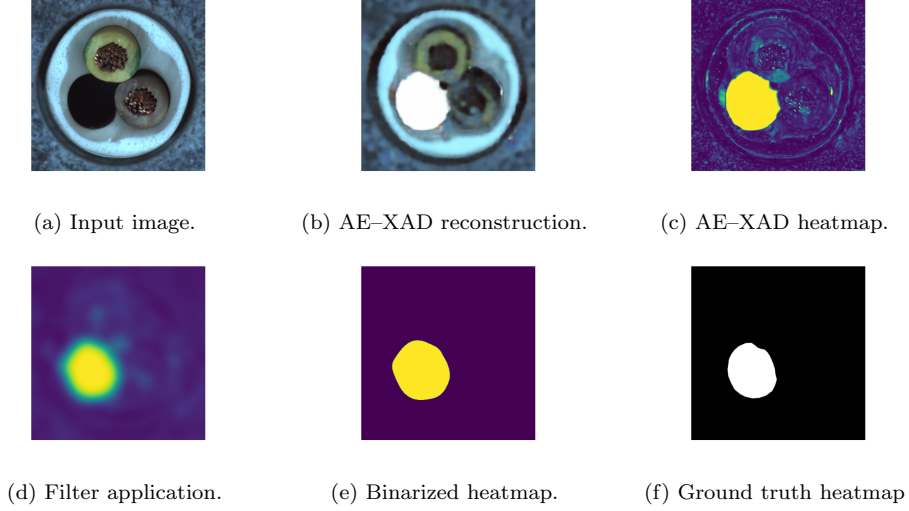 (a) Input image.
(b) AE–XAD reconstruction.
(c) AE–XAD heatmap.
(d) Filter application.
(e) Binarized heatmap.
(f) Ground truth heatmap